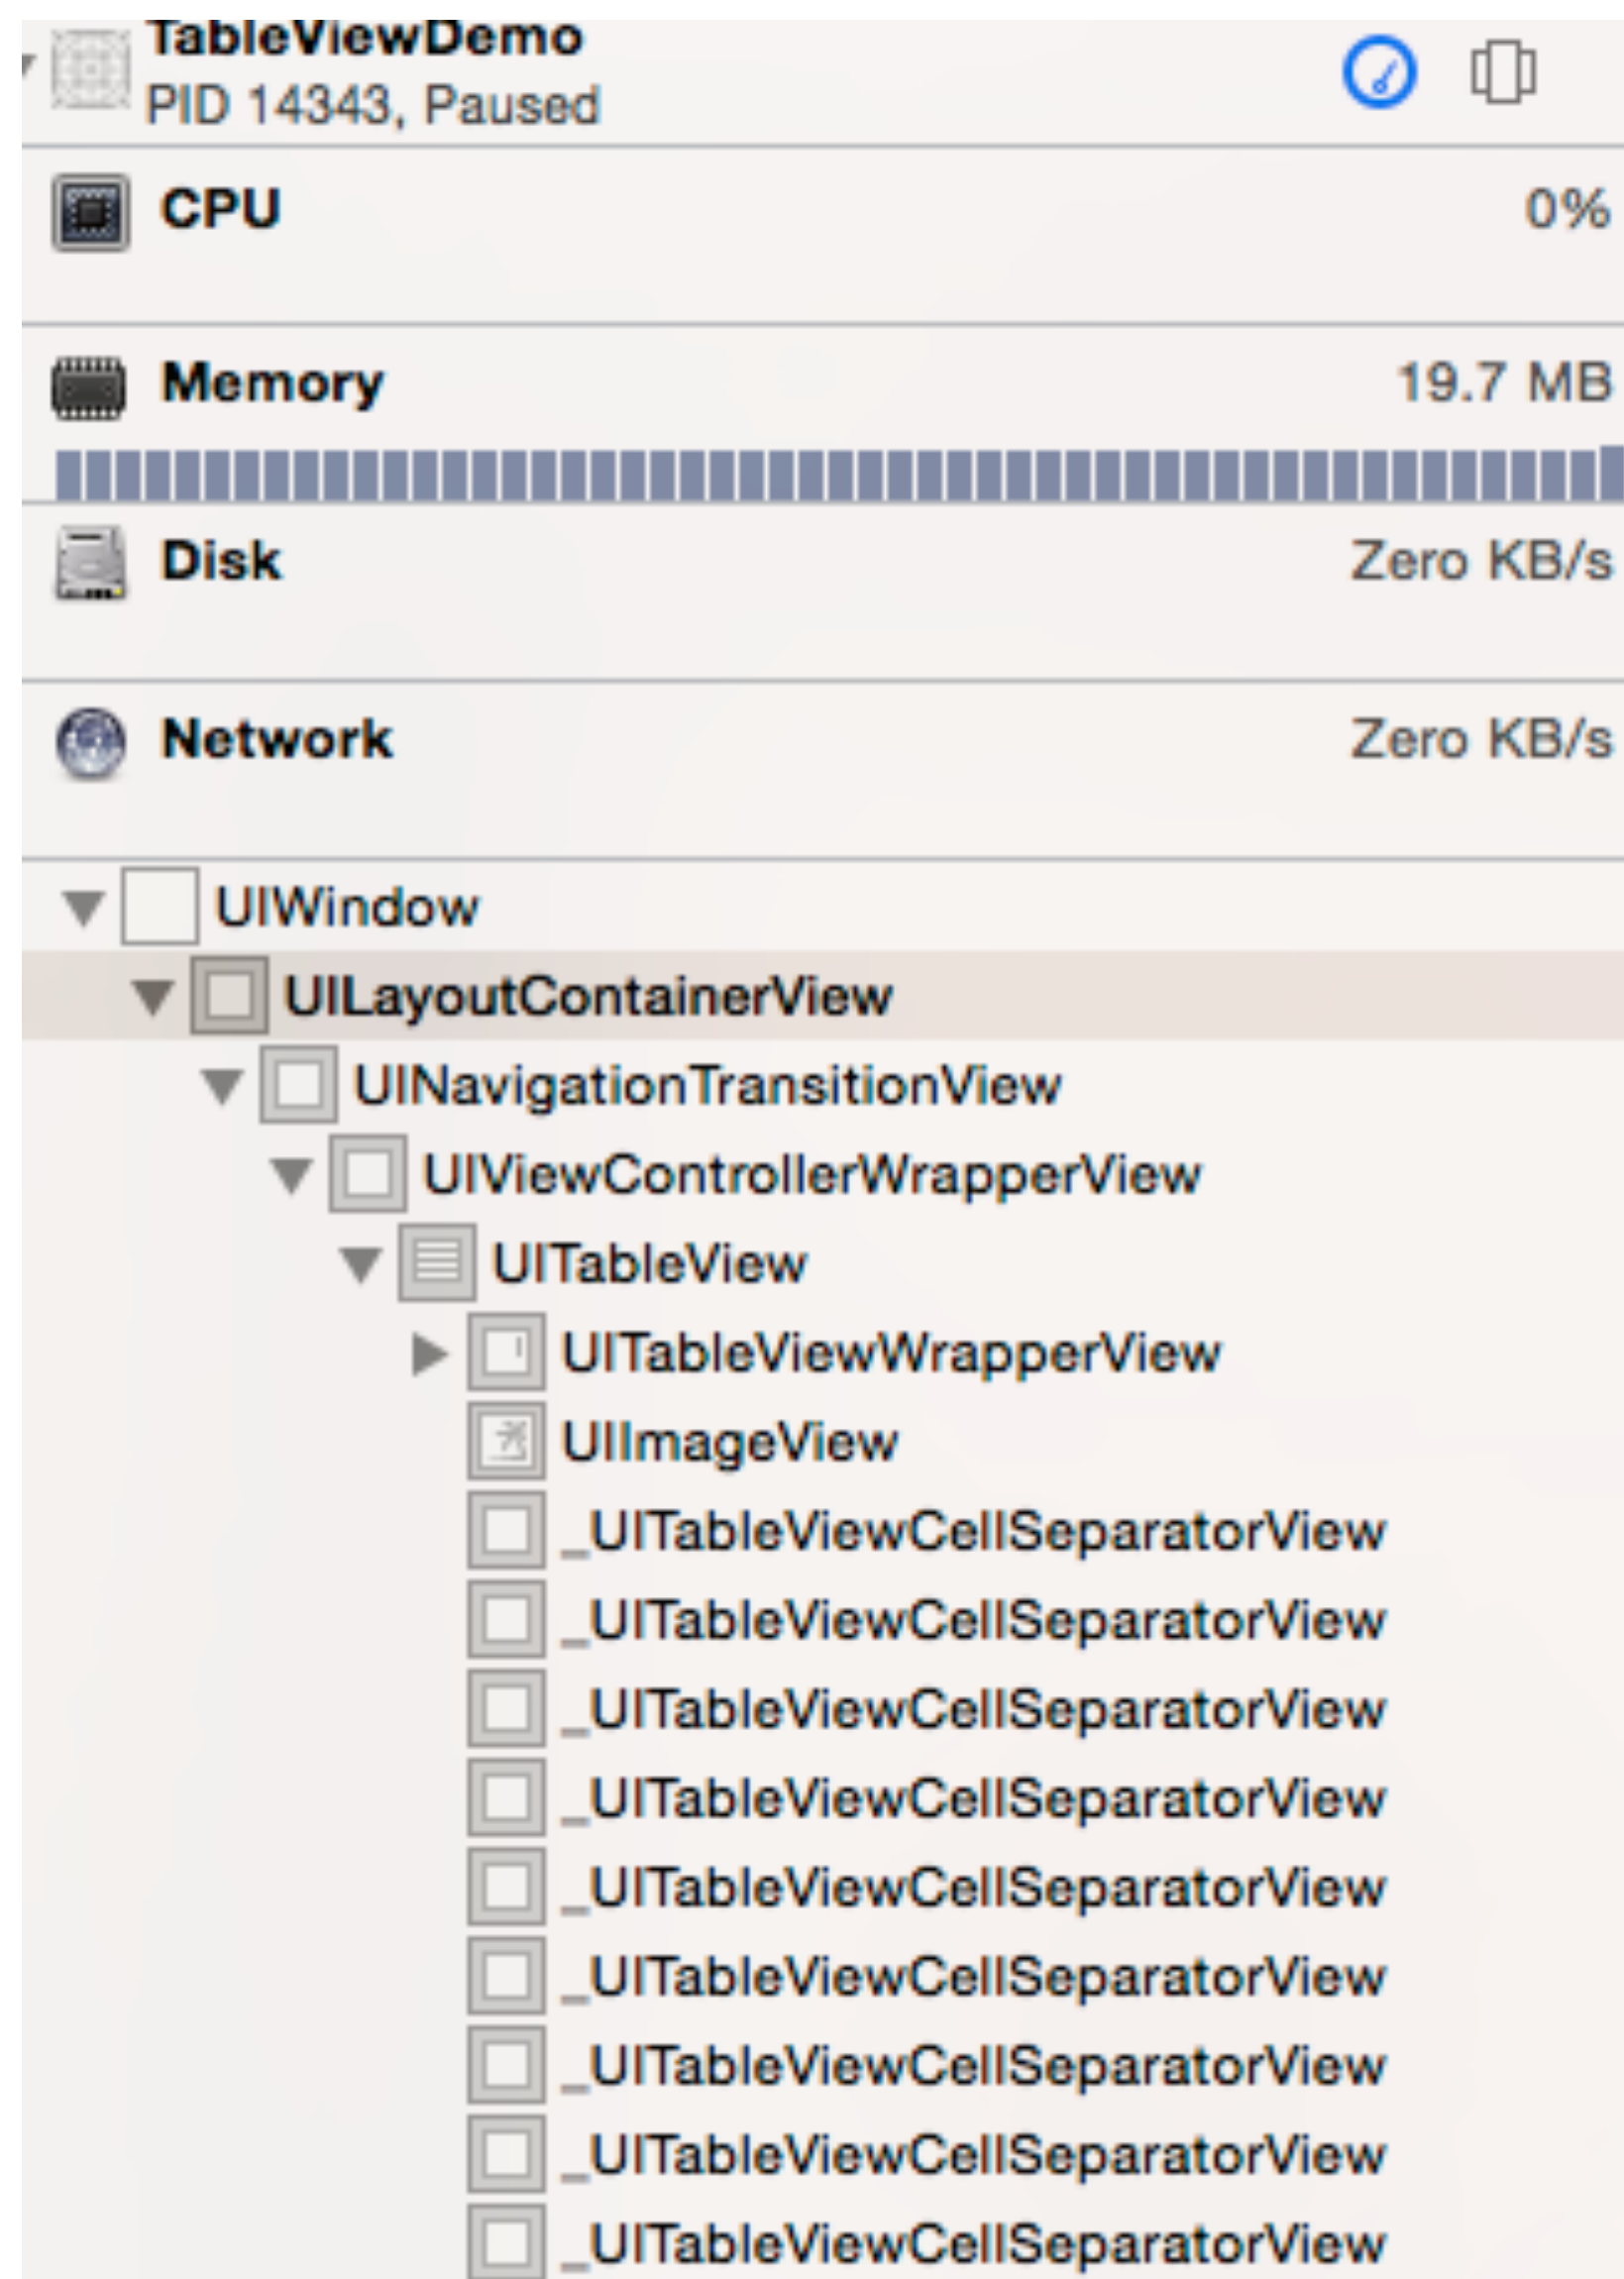 TableViewDemo
PID 14343, Paused
CPU 0%
Memory 19.7 MB
Disk Zero KB/s
Network Zero KB/s
UIWindow
UILayoutContainerView
UINavigationTransitionView
UIViewControllerWrapperView
UITableView
UITableViewWrapperView
UIImageView
_UITableViewCellSeparatorView
_UITableViewCellSeparatorView
_UITableViewCellSeparatorView
_UITableViewCellSeparatorView
_UITableViewCellSeparatorView
_UITableViewCellSeparatorView
_UITableViewCellSeparatorView
_UITableViewCellSeparatorView
_UITableViewCellSeparatorView